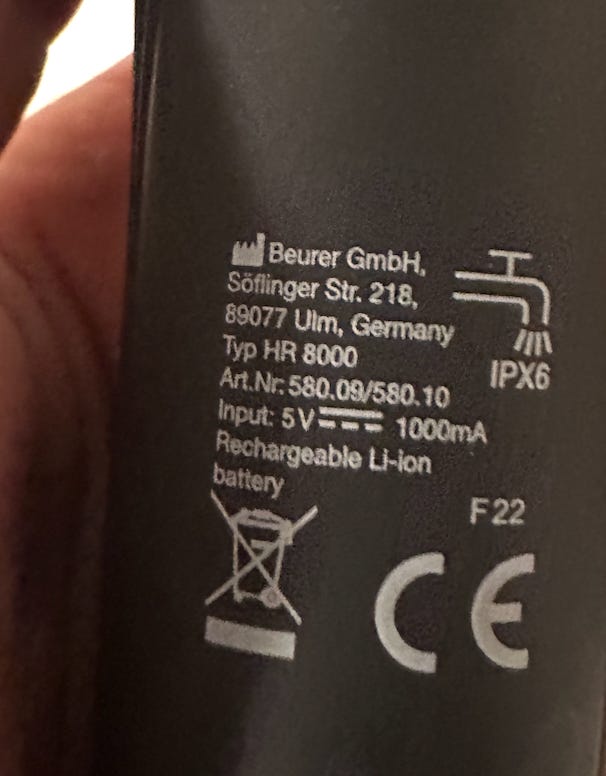 Beurer GmbH,
Söflinger Str. 218,
89077 Ulm, Germany
Typ HR 8000
IPX6
Art.Nr.: 580.09/580.10
Input: 5V 1000mA
Rechargeable Li-ion
battery
F22
CE